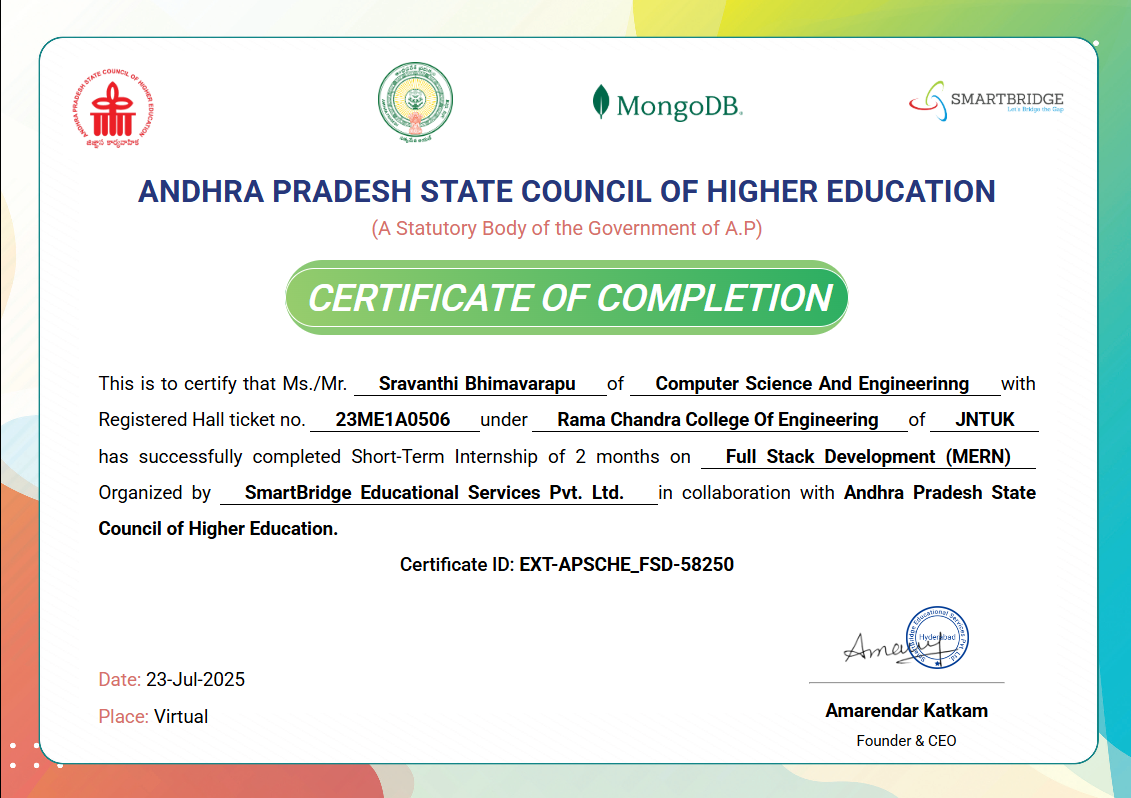 ANDHRA PRADESH STATE COUNCIL OF HIGHER EDUCATION
MongoDB
SMARTBRIDGE
Let's Bridge the Gap
ANDHRA PRADESH STATE COUNCIL OF HIGHER EDUCATION
(A Statutory Body of the Government of A.P)
CERTIFICATE OF COMPLETION
This is to certify that Ms./Mr. Sravanthi Bhimavarapu of Computer Science And Engineerinng with
Registered Hall ticket no. 23ME1A0506 under Rama Chandra College Of Engineering of JNTUK
has successfully completed Short-Term Internship of 2 months on Full Stack Development (MERN)
Organized by SmartBridge Educational Services Pvt. Ltd. in collaboration with Andhra Pradesh State
Council of Higher Education.
Certificate ID: EXT-APSCHE_FSD-58250
SmartBridge Educational Services Pvt. Ltd.
Hyderabad
Date: 23-Jul-2025
Place: Virtual
Amarendar Katkam
Founder & CEO